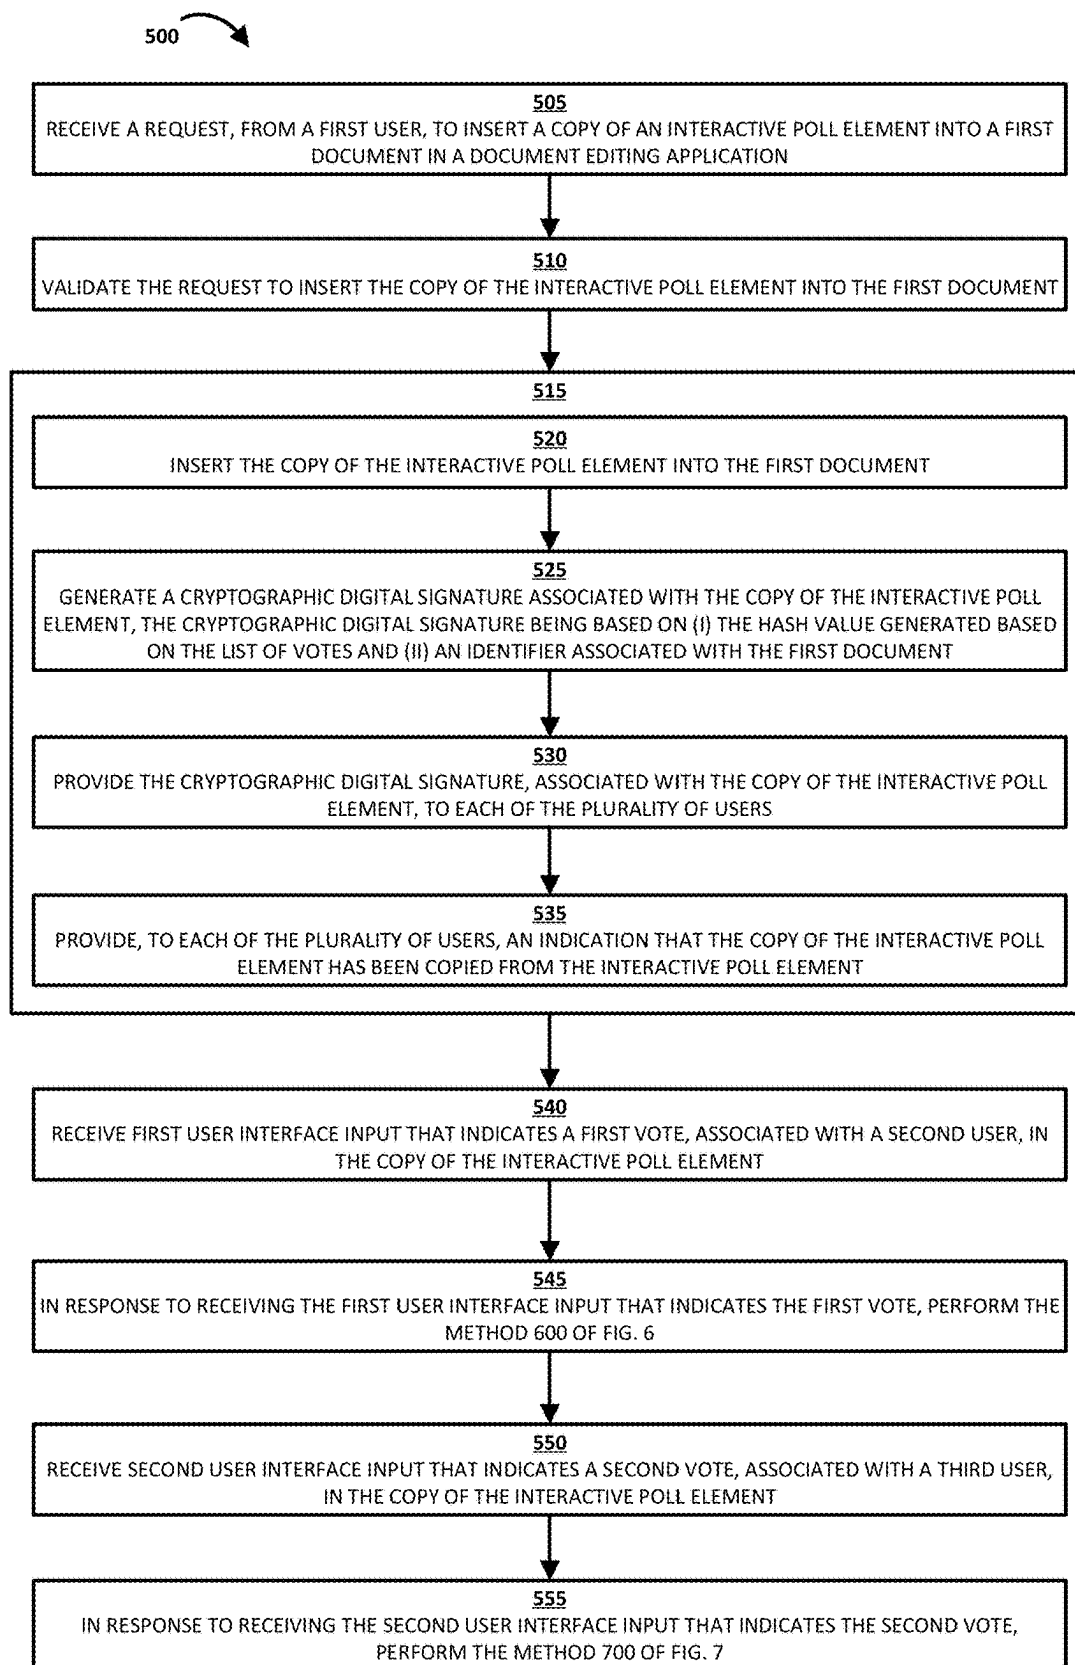 500
505
RECEIVE A REQUEST, FROM A FIRST USER, TO INSERT A COPY OF AN INTERACTIVE POLL ELEMENT INTO A FIRST
DOCUMENT IN A DOCUMENT EDITING APPLICATION
510
VALIDATE THE REQUEST TO INSERT THE COPY OF THE INTERACTIVE POLL ELEMENT INTO THE FIRST DOCUMENT
515
520
INSERT THE COPY OF THE INTERACTIVE POLL ELEMENT INTO THE FIRST DOCUMENT
525
GENERATE A CRYPTOGRAPHIC DIGITAL SIGNATURE ASSOCIATED WITH THE COPY OF THE INTERACTIVE POLL
ELEMENT, THE CRYPTOGRAPHIC DIGITAL SIGNATURE BEING BASED ON (I) THE HASH VALUE GENERATED BASED
ON THE LIST OF VOTES AND (II) AN IDENTIFIER ASSOCIATED WITH THE FIRST DOCUMENT
530
PROVIDE THE CRYPTOGRAPHIC DIGITAL SIGNATURE, ASSOCIATED WITH THE COPY OF THE INTERACTIVE POLL
ELEMENT, TO EACH OF THE PLURALITY OF USERS
535
PROVIDE, TO EACH OF THE PLURALITY OF USERS, AN INDICATION THAT THE COPY OF THE INTERACTIVE POLL
ELEMENT HAS BEEN COPIED FROM THE INTERACTIVE POLL ELEMENT
540
RECEIVE FIRST USER INTERFACE INPUT THAT INDICATES A FIRST VOTE, ASSOCIATED WITH A SECOND USER, IN
THE COPY OF THE INTERACTIVE POLL ELEMENT
545
IN RESPONSE TO RECEIVING THE FIRST USER INTERFACE INPUT THAT INDICATES THE FIRST VOTE, PERFORM THE
METHOD 600 OF FIG. 6
550
RECEIVE SECOND USER INTERFACE INPUT THAT INDICATES A SECOND VOTE, ASSOCIATED WITH A THIRD USER,
IN THE COPY OF THE INTERACTIVE POLL ELEMENT
555
IN RESPONSE TO RECEIVING THE SECOND USER INTERFACE INPUT THAT INDICATES THE SECOND VOTE,
PERFORM THE METHOD 700 OF FIG. 7